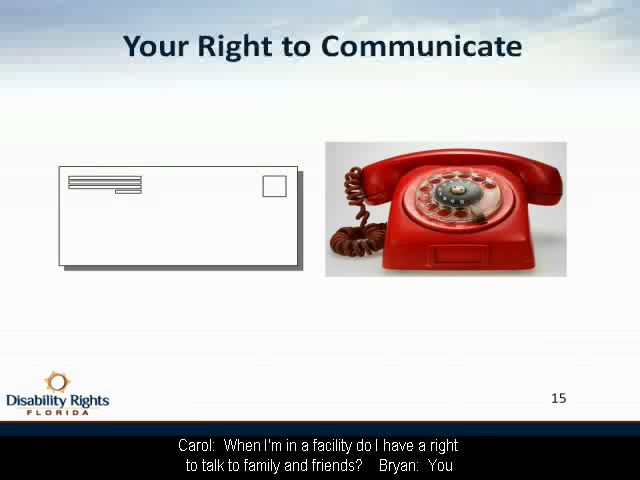 Your Right to Communicate
Disability Rights
FLORIDA
15
Carol:  When I'm in a facility do I have a right
to talk to family and friends?    Bryan:  You